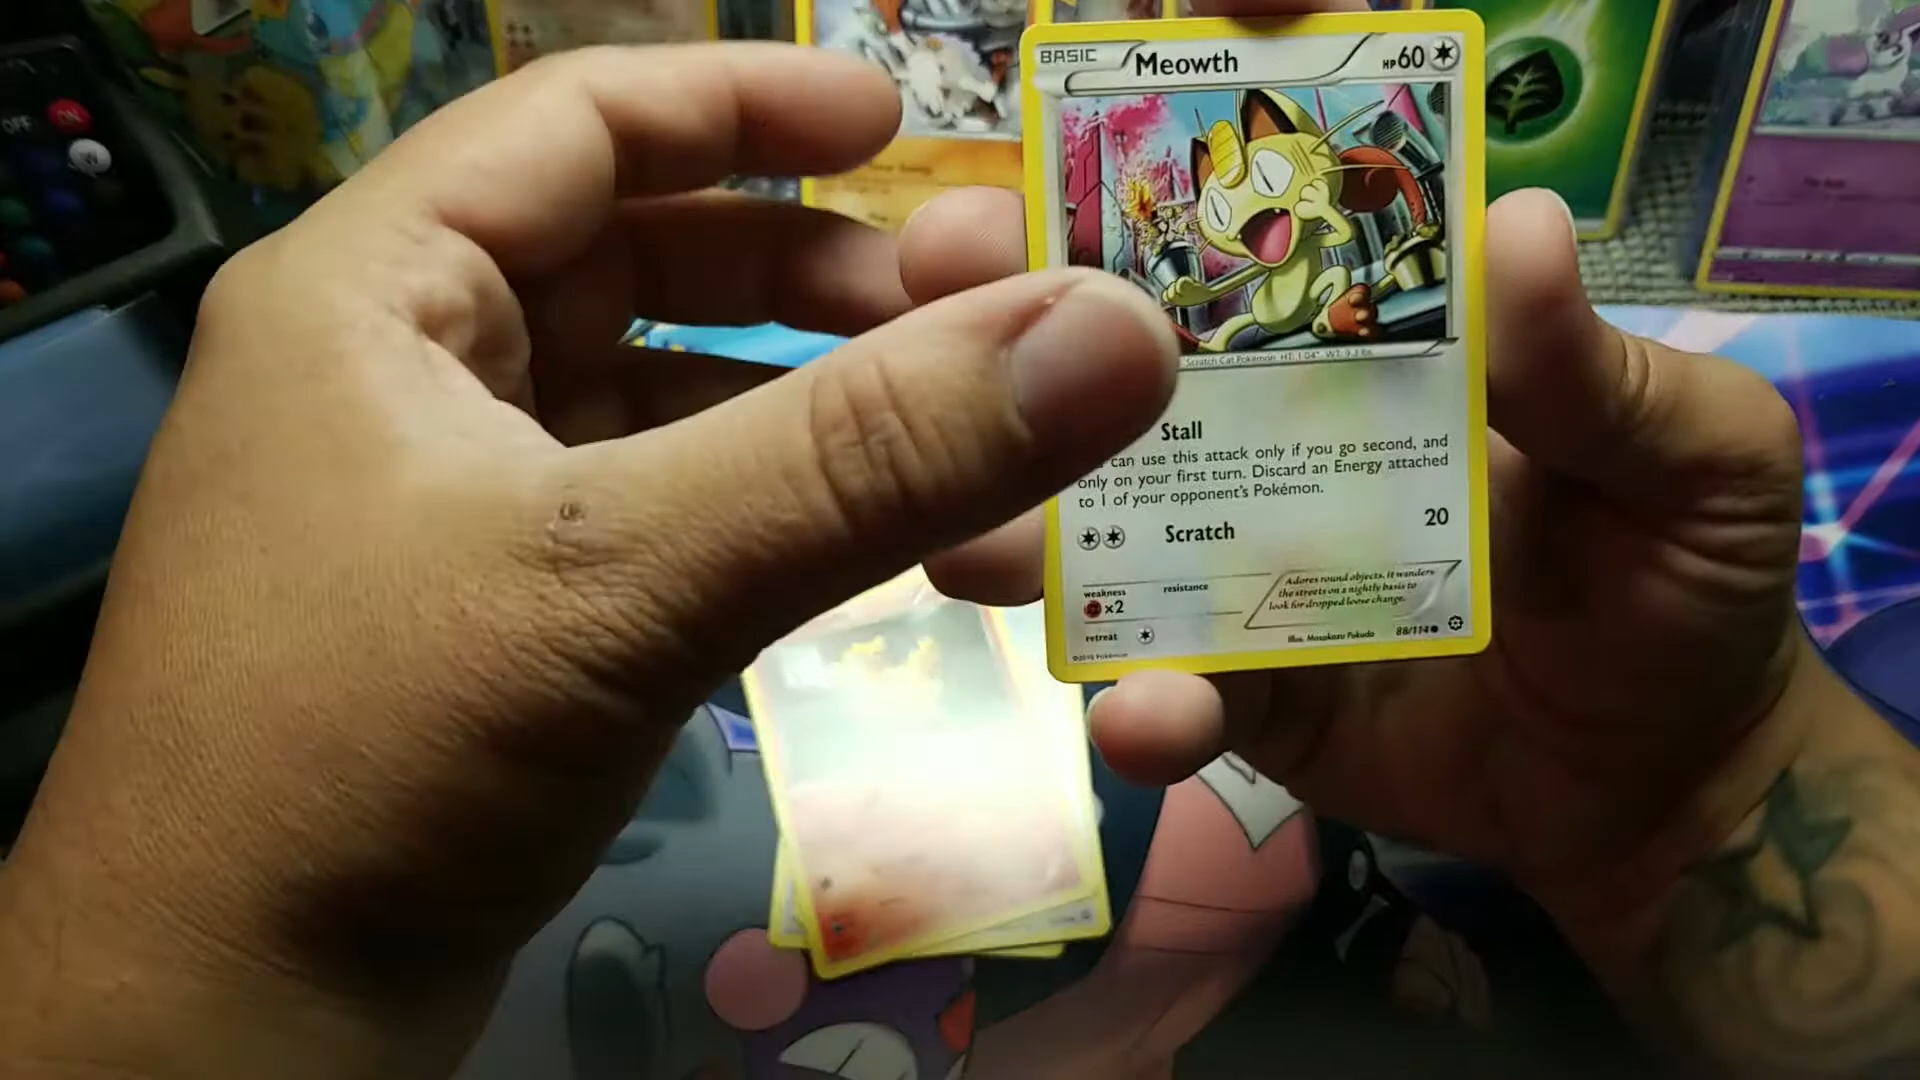 OFF ON
BASIC Meowth HP 60
Scratch Cat Pokémon. HT: 1'04" WT: 9.3 lbs.
Stall
can use this attack only if you go second, and
only on your first turn. Discard an Energy attached
to 1 of your opponent's Pokémon.
Scratch 20
weakness resistance
×2
retreat
Adores round objects. It wanders
the streets on a nightly basis to
look for dropped loose change.
Illus. Masakazu Fukuda 88/114